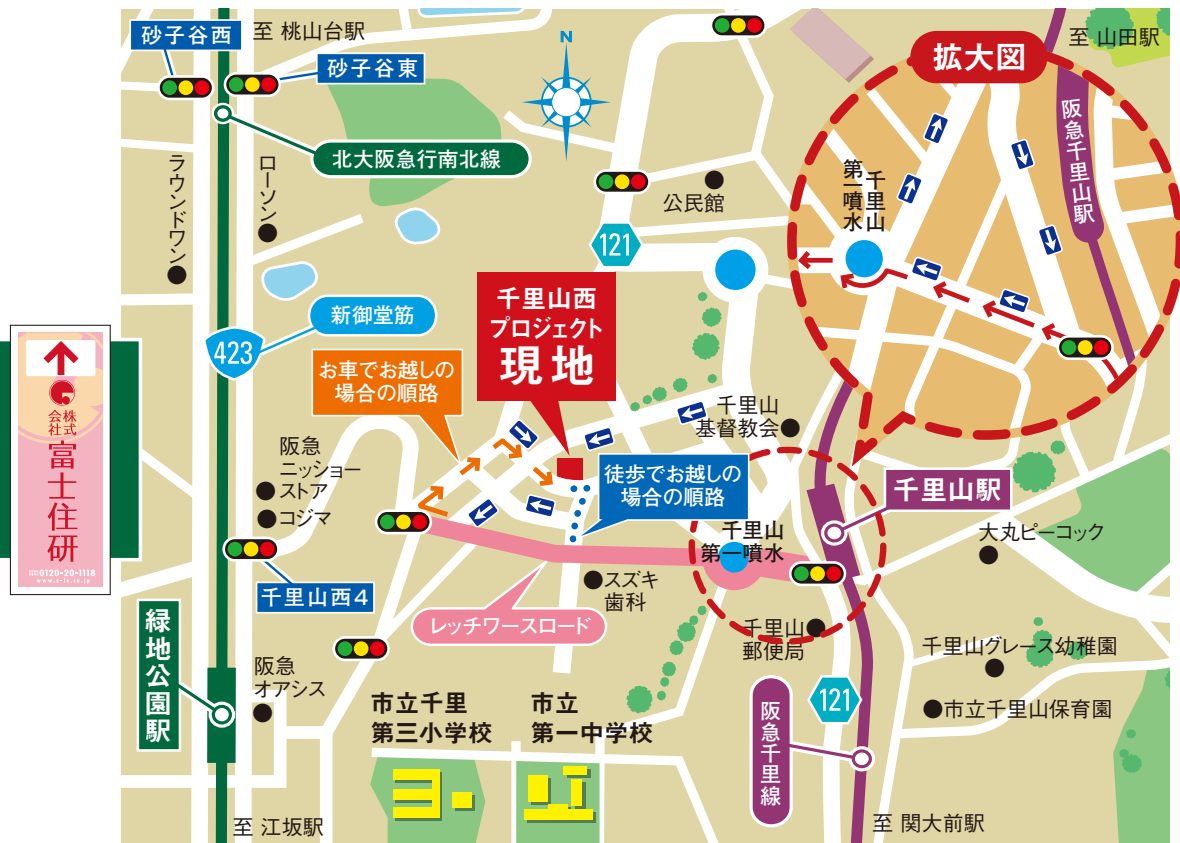 砂子谷西
至 桃山台駅
砂子谷東
N
至 山田駅
拡大図
北大阪急行南北線
ラウンドワン
ローソン
公民館
121
阪急千里山駅
千里山
第一噴水
千里山西
プロジェクト
現地
新御堂筋
423
お車でお越しの
場合の順路
株式
会社
富士住研
0120-20-1118
千里山
基督教会
阪急
ニッショー
ストア
コジマ
徒歩でお越しの
場合の順路
千里山駅
千里山
第一噴水
大丸ピーコック
千里山西4
スズキ
歯科
レッチワースロード
緑地公園駅
阪急
オアシス
千里山
郵便局
千里山グレース幼稚園
市立千里山保育園
121
市立千里
第三小学校
市立
第一中学校
阪急千里線
至 江坂駅
至 関大前駅